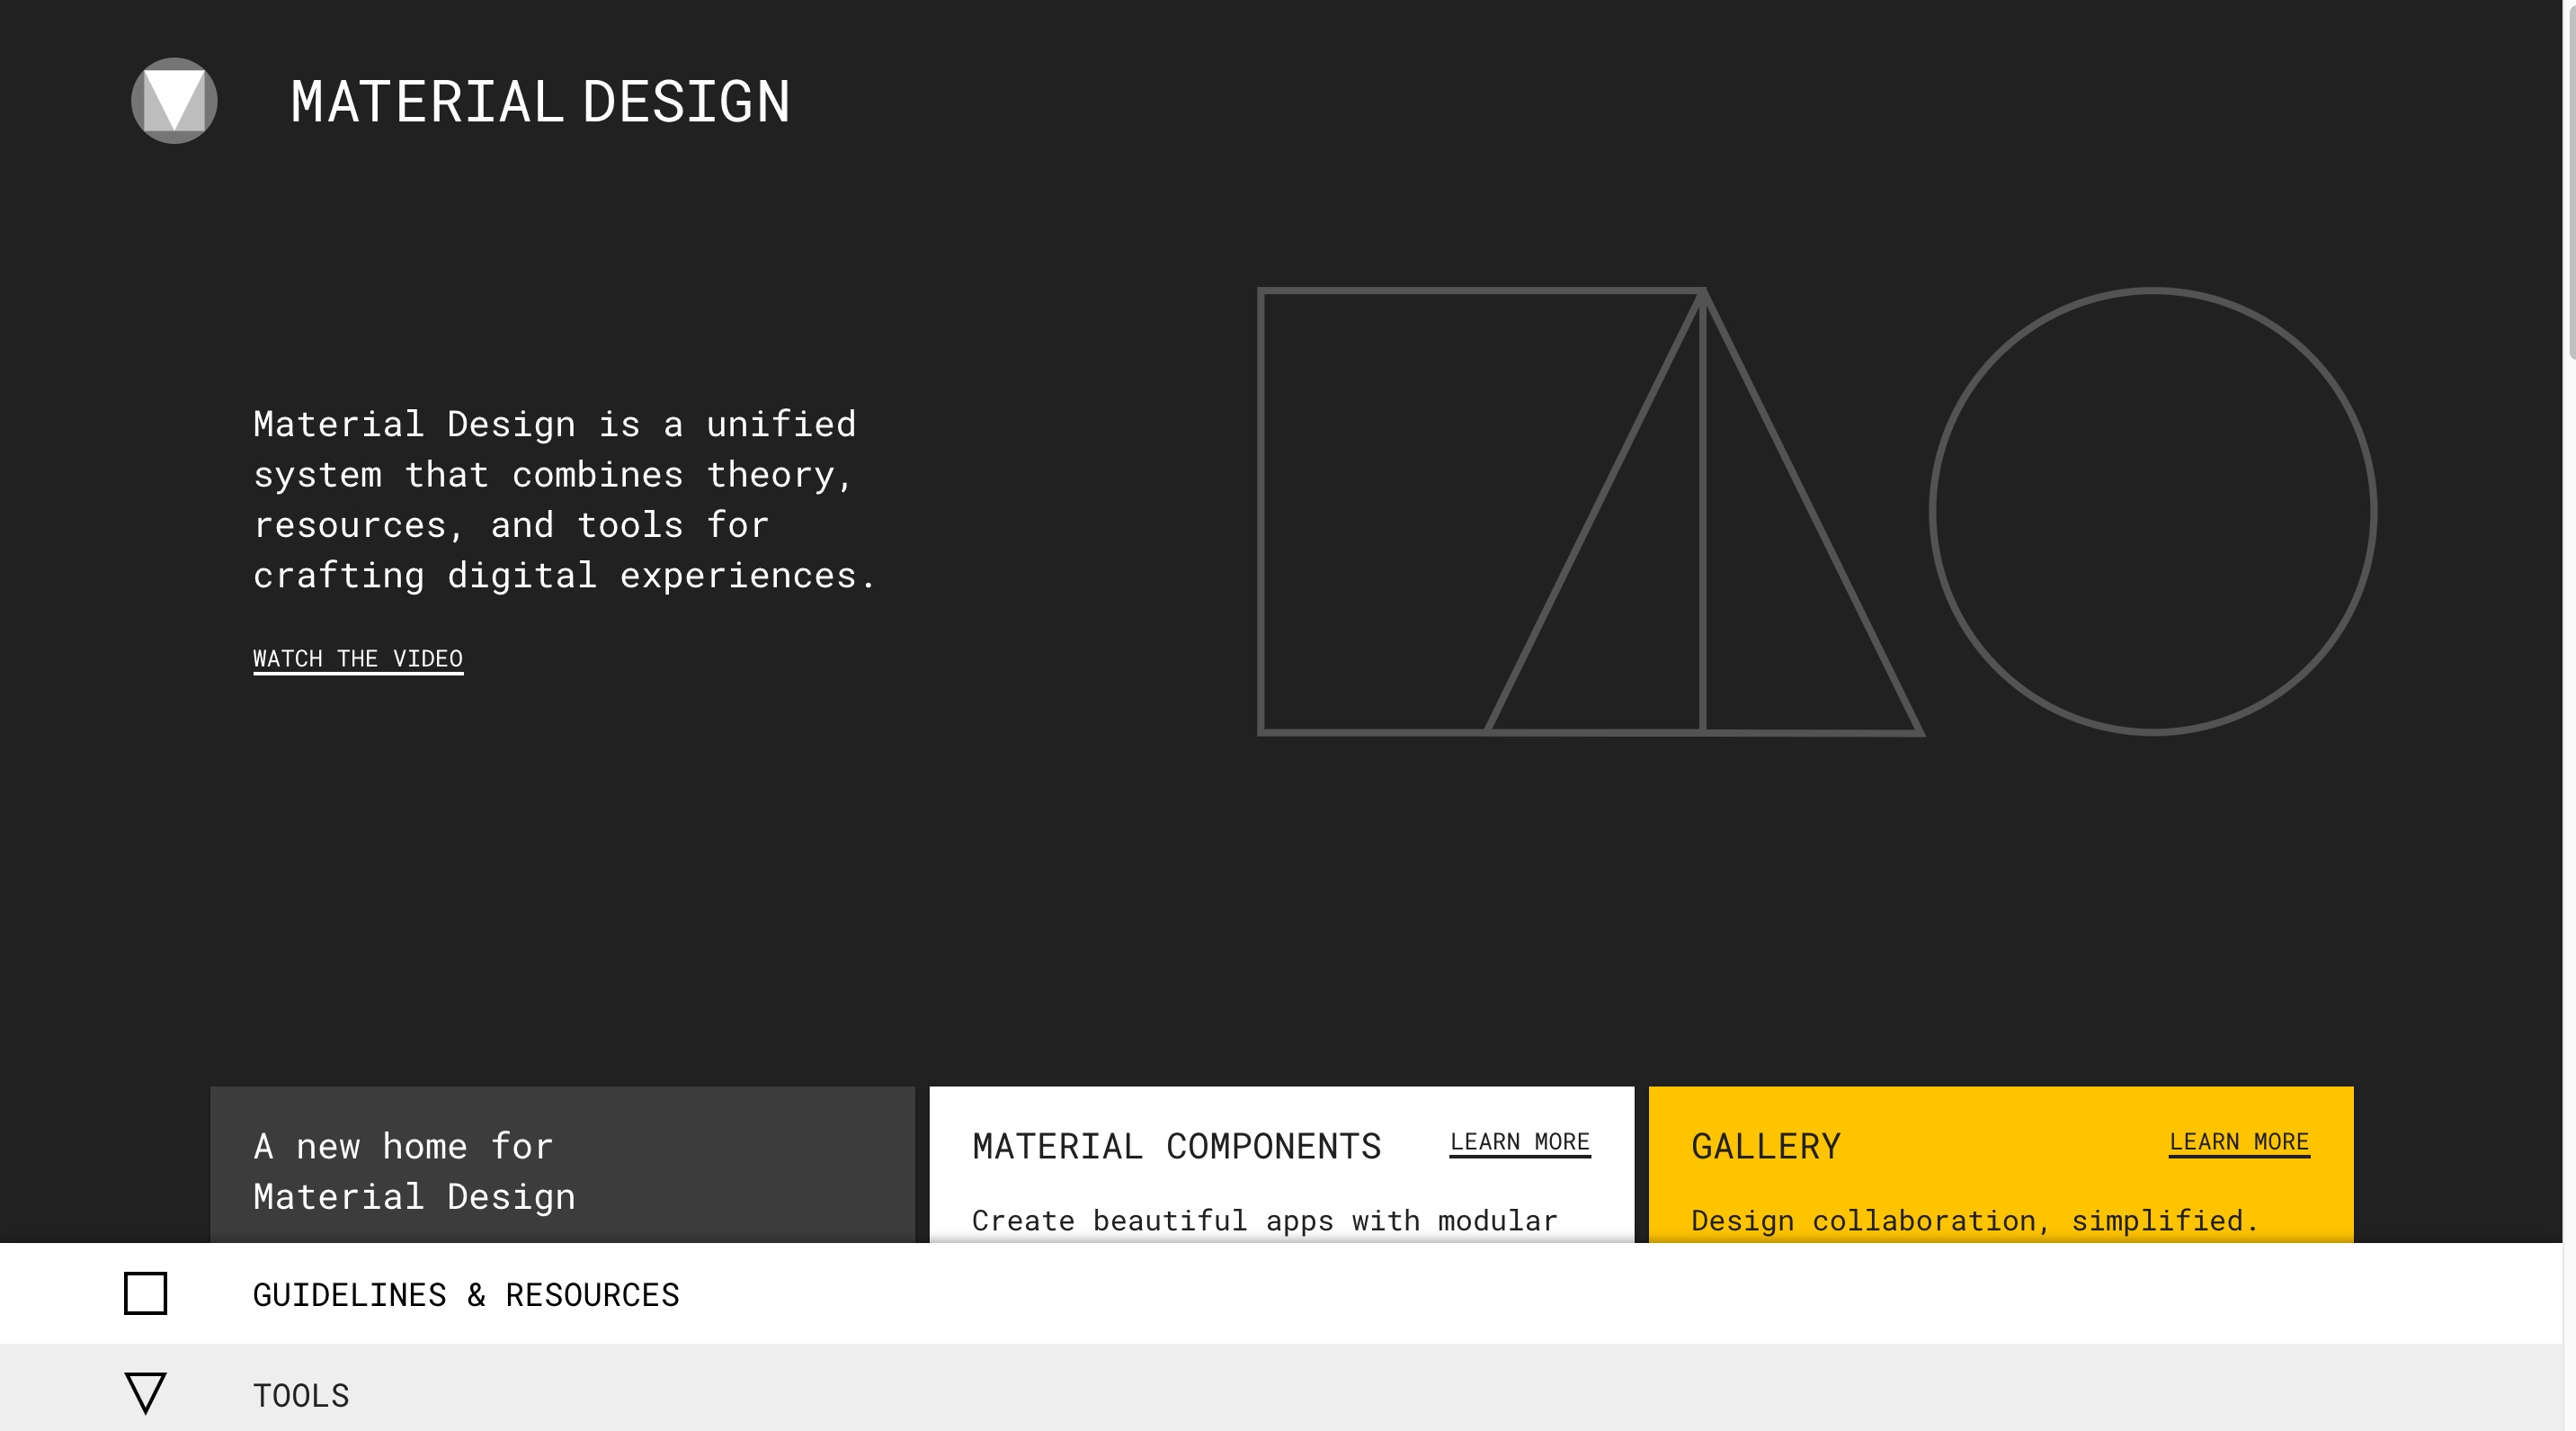 MATERIAL DESIGN
Material Design is a unified
system that combines theory,
resources, and tools for
crafting digital experiences.
WATCH THE VIDEO
A new home for
Material Design
MATERIAL COMPONENTS
LEARN MORE
Create beautiful apps with modular
GALLERY
LEARN MORE
Design collaboration, simplified.
GUIDELINES & RESOURCES
TOOLS